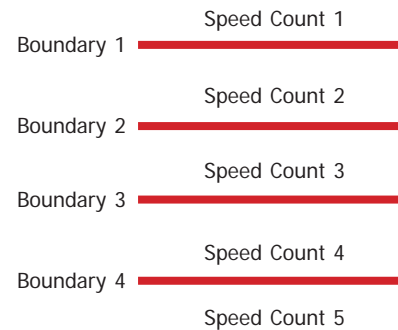 Speed Count 1
Boundary 1
Speed Count 2
Boundary 2
Speed Count 3
Boundary 3
Speed Count 4
Boundary 4
Speed Count 5